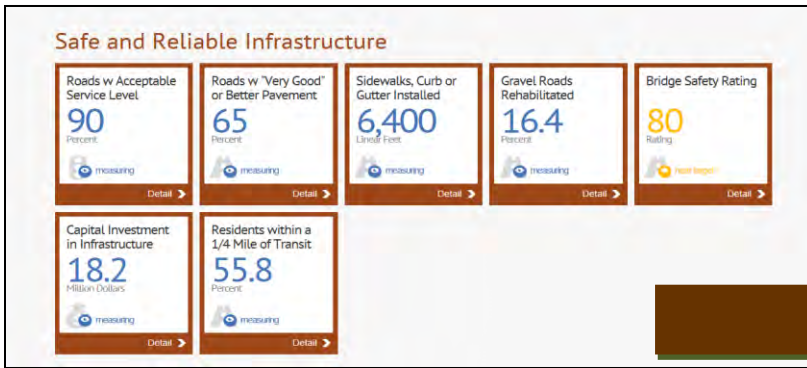 Safe and Reliable Infrastructure
Roads w Acceptable
Service Level
90
Percent
measuring
Detail
Roads w "Very Good"
or Better Pavement
65
Percent
measuring
Detail
Sidewalks, Curb or
Gutter Installed
6,400
Linear Feet
measuring
Detail
Gravel Roads
Rehabilitated
16.4
Percent
measuring
Detail
Bridge Safety Rating
80
Rating
near target
Detail
Capital Investment
in Infrastructure
18.2
Million Dollars
measuring
Detail
Residents within a
1/4 Mile of Transit
55.8
Percent
measuring
Detail